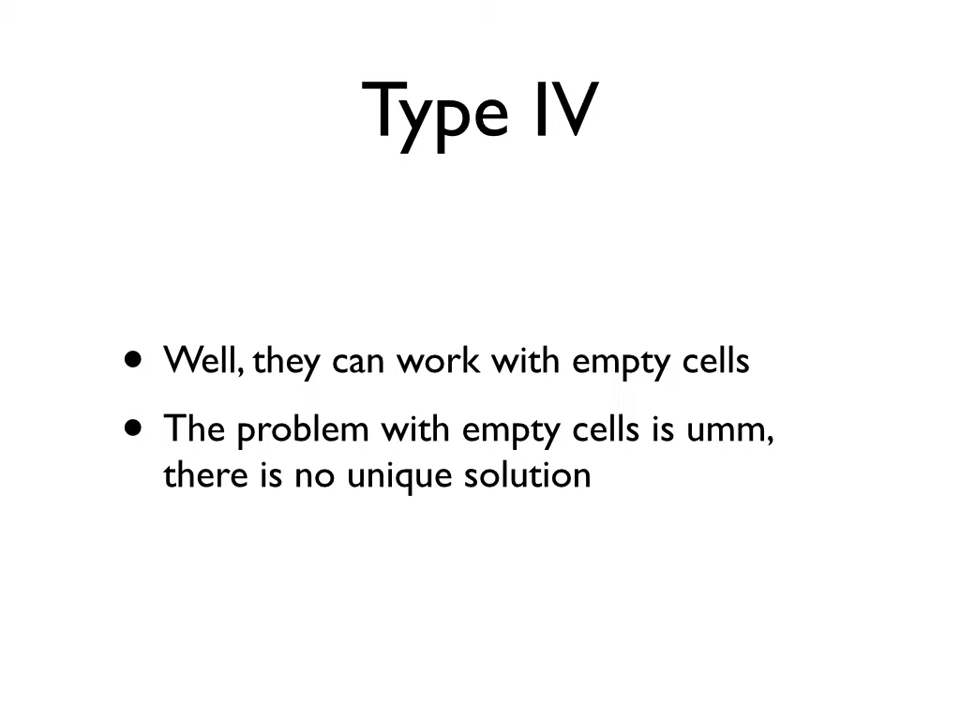 Type IV
• Well, they can work with empty cells
• The problem with empty cells is umm,
there is no unique solution